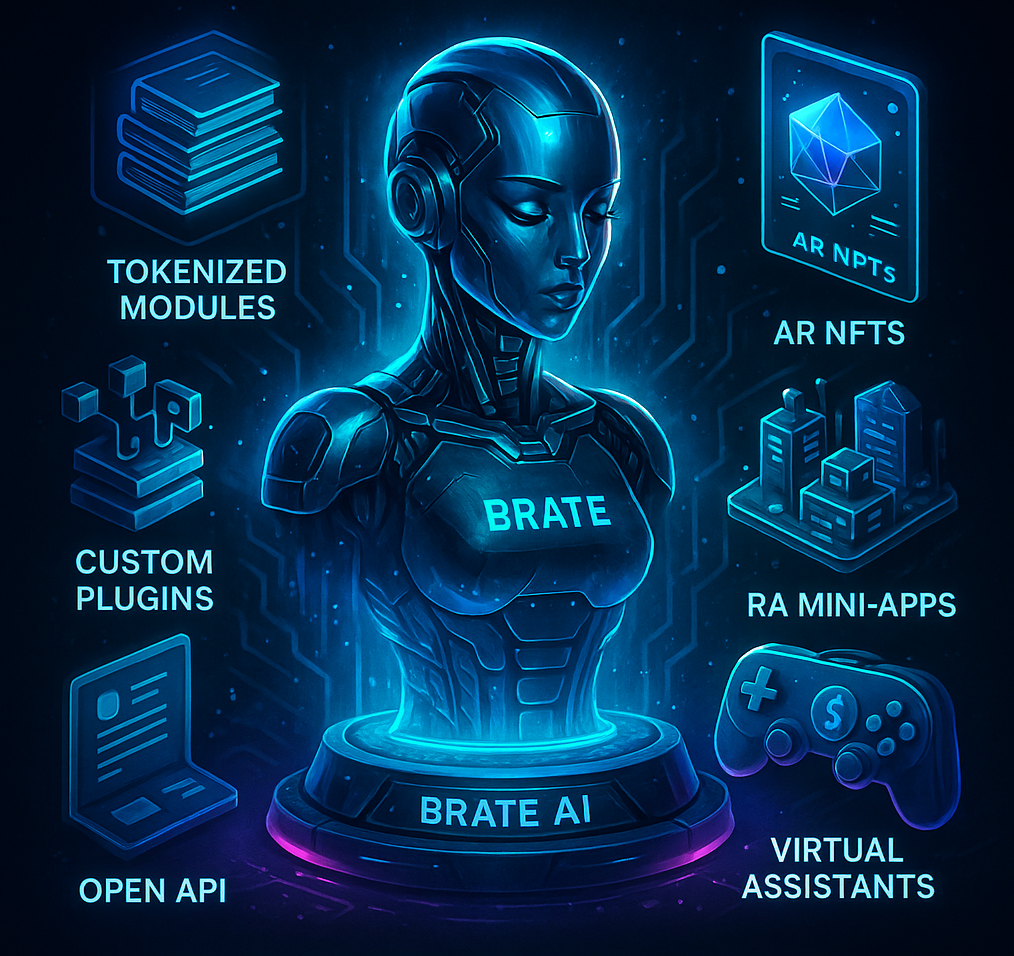 TOKENIZED
MODULES
AR NPTs
AR NFTS
CUSTOM
PLUGINS
BRATE
RA MINI-APPS
OPEN API
BRATE AI
$
VIRTUAL
ASSISTANTS